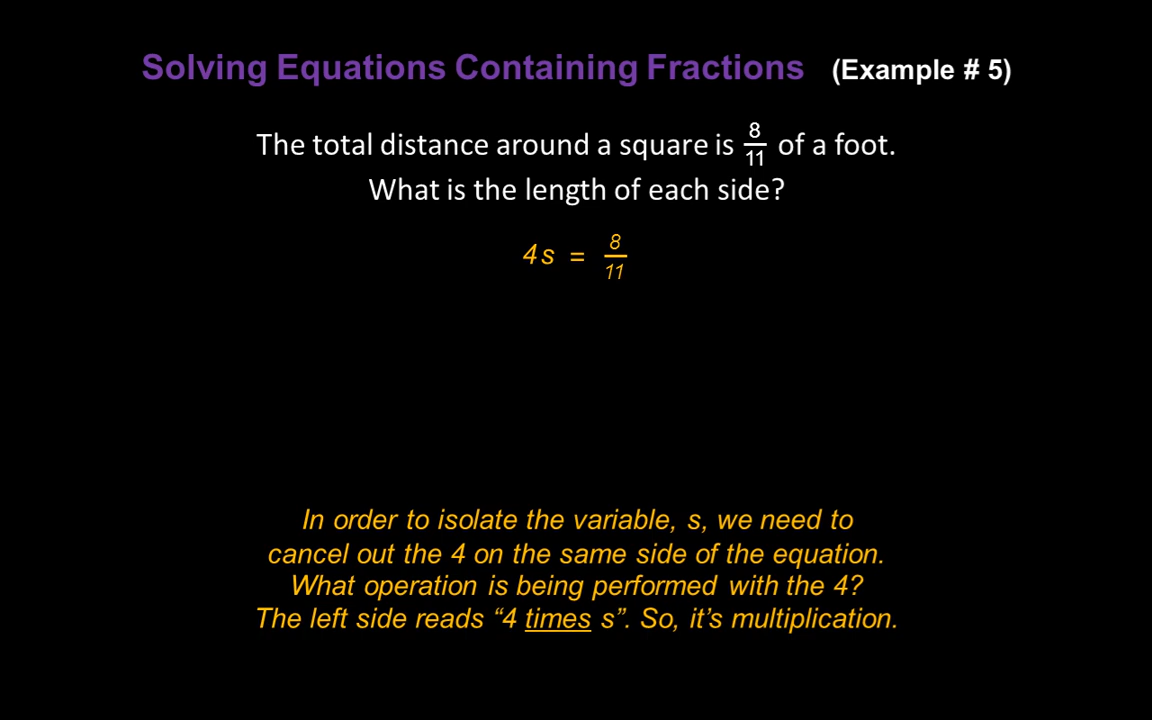 Solving Equations Containing Fractions (Example # 5)
The total distance around a square is 8/11 of a foot.
What is the length of each side?
4s = 8/11
In order to isolate the variable, s, we need to
cancel out the 4 on the same side of the equation.
What operation is being performed with the 4?
The left side reads “4 times s”. So, it’s multiplication.